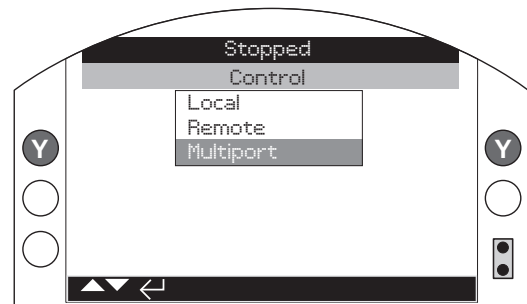 Stopped
Control
Local
Remote
Multiport
Y
Y